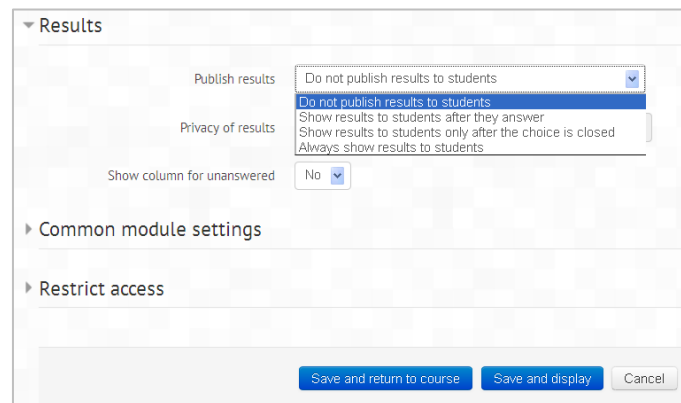 Results
Publish results
Do not publish results to students
Do not publish results to students
Show results to students after they answer
Show results to students only after the choice is closed
Always show results to students
Privacy of results
Show column for unanswered
No
Common module settings
Restrict access
Save and return to course
Save and display
Cancel